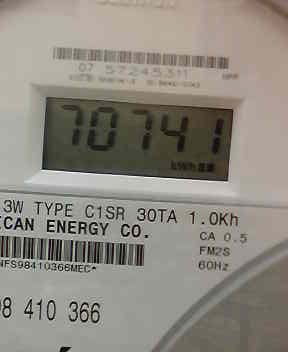 07 57245311
70741
kWh
3W TYPE C1SR 30TA 1.0Kh
CAN ENERGY CO.
CA 0.5
FM2S
60Hz
NFS98410366MEC*
98 410 366